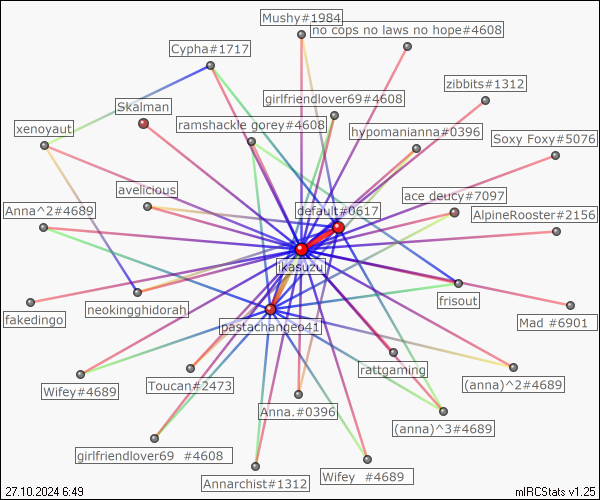 Mushy#1984
no cops no laws no hope#4608
Cypha#1717
zibbits#1312
girlfriendlover69#4608
Skalman
ramshackle gorey#4608
xenoyaut
hypomanianna#0396
Soxy Foxy#5076
avelicious
ace deucy#7097
Anna^2#4689
default#0617
AlpineRooster#2156
ikasuzu
neokingghidorah
frisout
fakedingo
pastachangeo41
Mad #6901
rattgaming
Wifey#4689
Toucan#2473
(anna)^2#4689
Anna.#0396
(anna)^3#4689
girlfriendlover69 #4608
Wifey #4689
Annarchist#1312
27.10.2024 6:49
mIRCStats v1.25